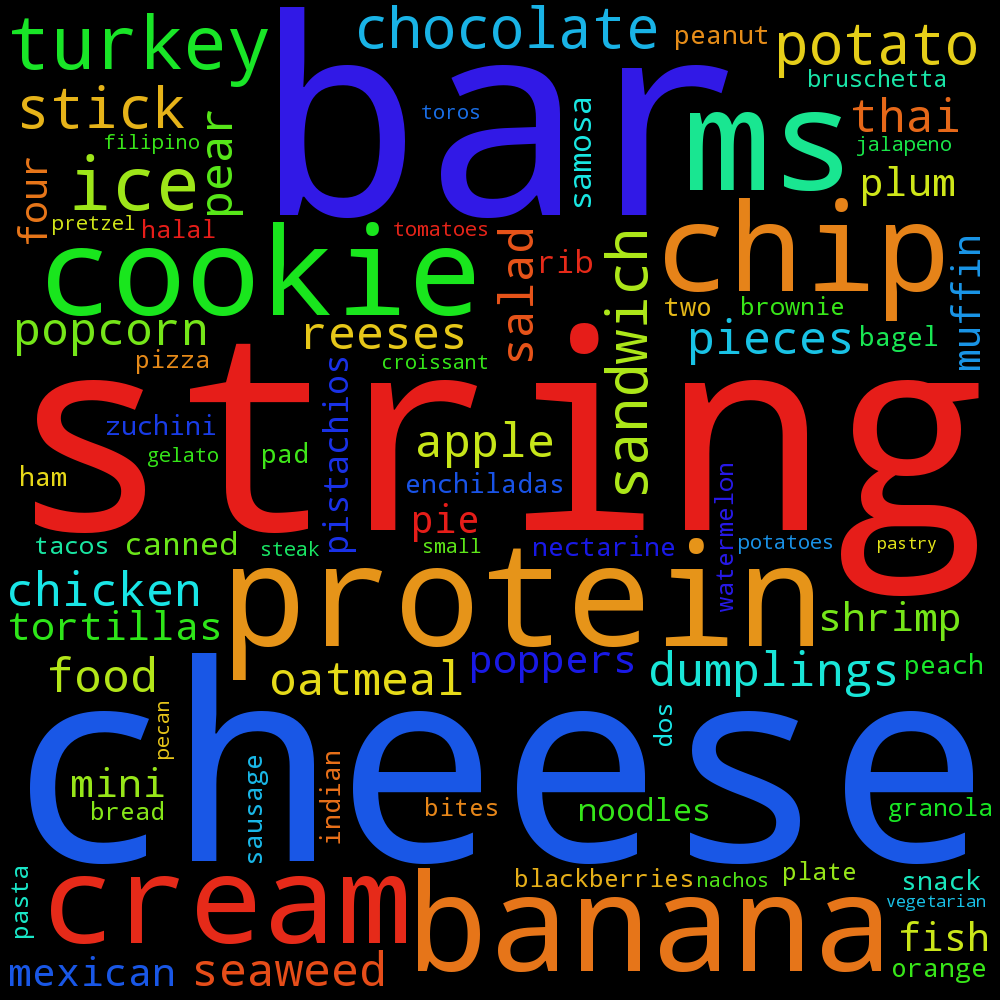 turkey
bar
chocolate
peanut
potato
bruschetta
stick
toros
samosa
ms
thai
filipino
pear
jalapeno
four
ice
plum
pretzel
halal
cookie
tomatoes
salad
rib
sandwich
chip
muffin
two
brownie
popcorn
reeses
pieces
bagel
pizza
croissant
string
pistachios
zuchini
gelato
pad
apple
ham
enchiladas
watermelon
pie
tacos
canned
steak
small
nectarine
potatoes
pastry
chicken
protein
tortillas
shrimp
food
oatmeal
poppers
dumplings
peach
cheese
pecan
dos
mini
bread
sausage
indian
bites
noodles
granola
pasta
cream
banana
blackberries
nachos
plate
snack
vegetarian
mexican
seaweed
fish
orange